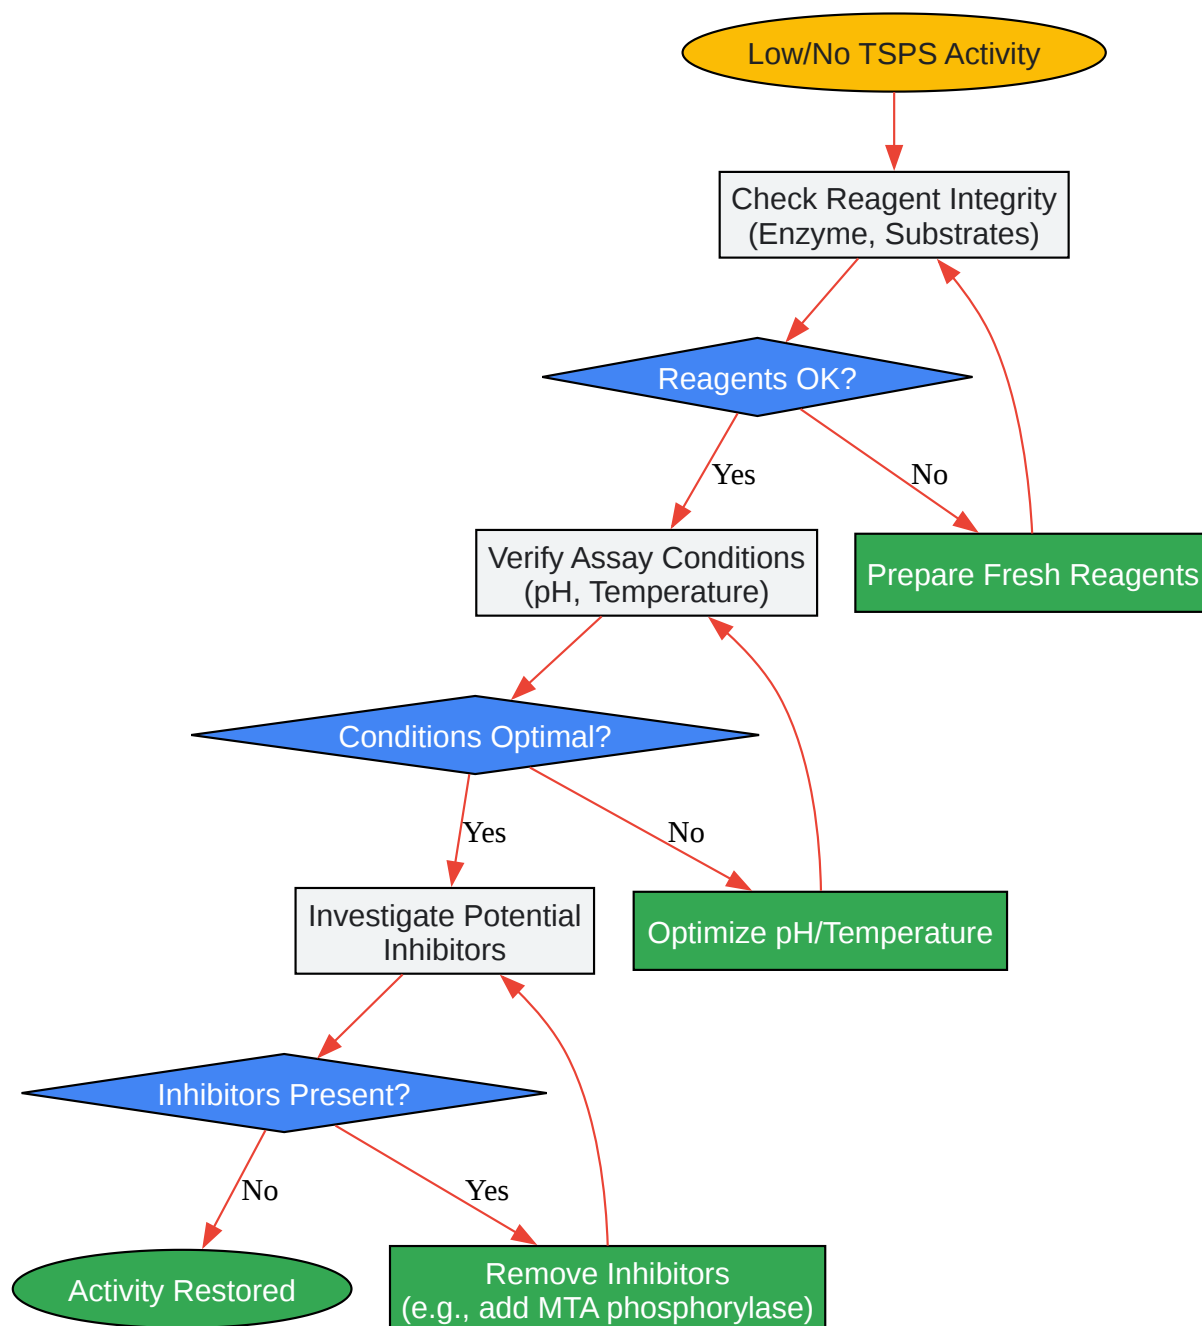 Low/No TSPS Activity
Check Reagent Integrity
(Enzyme, Substrates)
Reagents OK?
Yes
No
Verify Assay Conditions
(pH, Temperature)
Prepare Fresh Reagents
Conditions Optimal?
Yes
No
Investigate Potential
Inhibitors
Optimize pH/Temperature
Inhibitors Present?
No
Yes
Activity Restored
Remove Inhibitors
(e.g., add MTA phosphorylase)